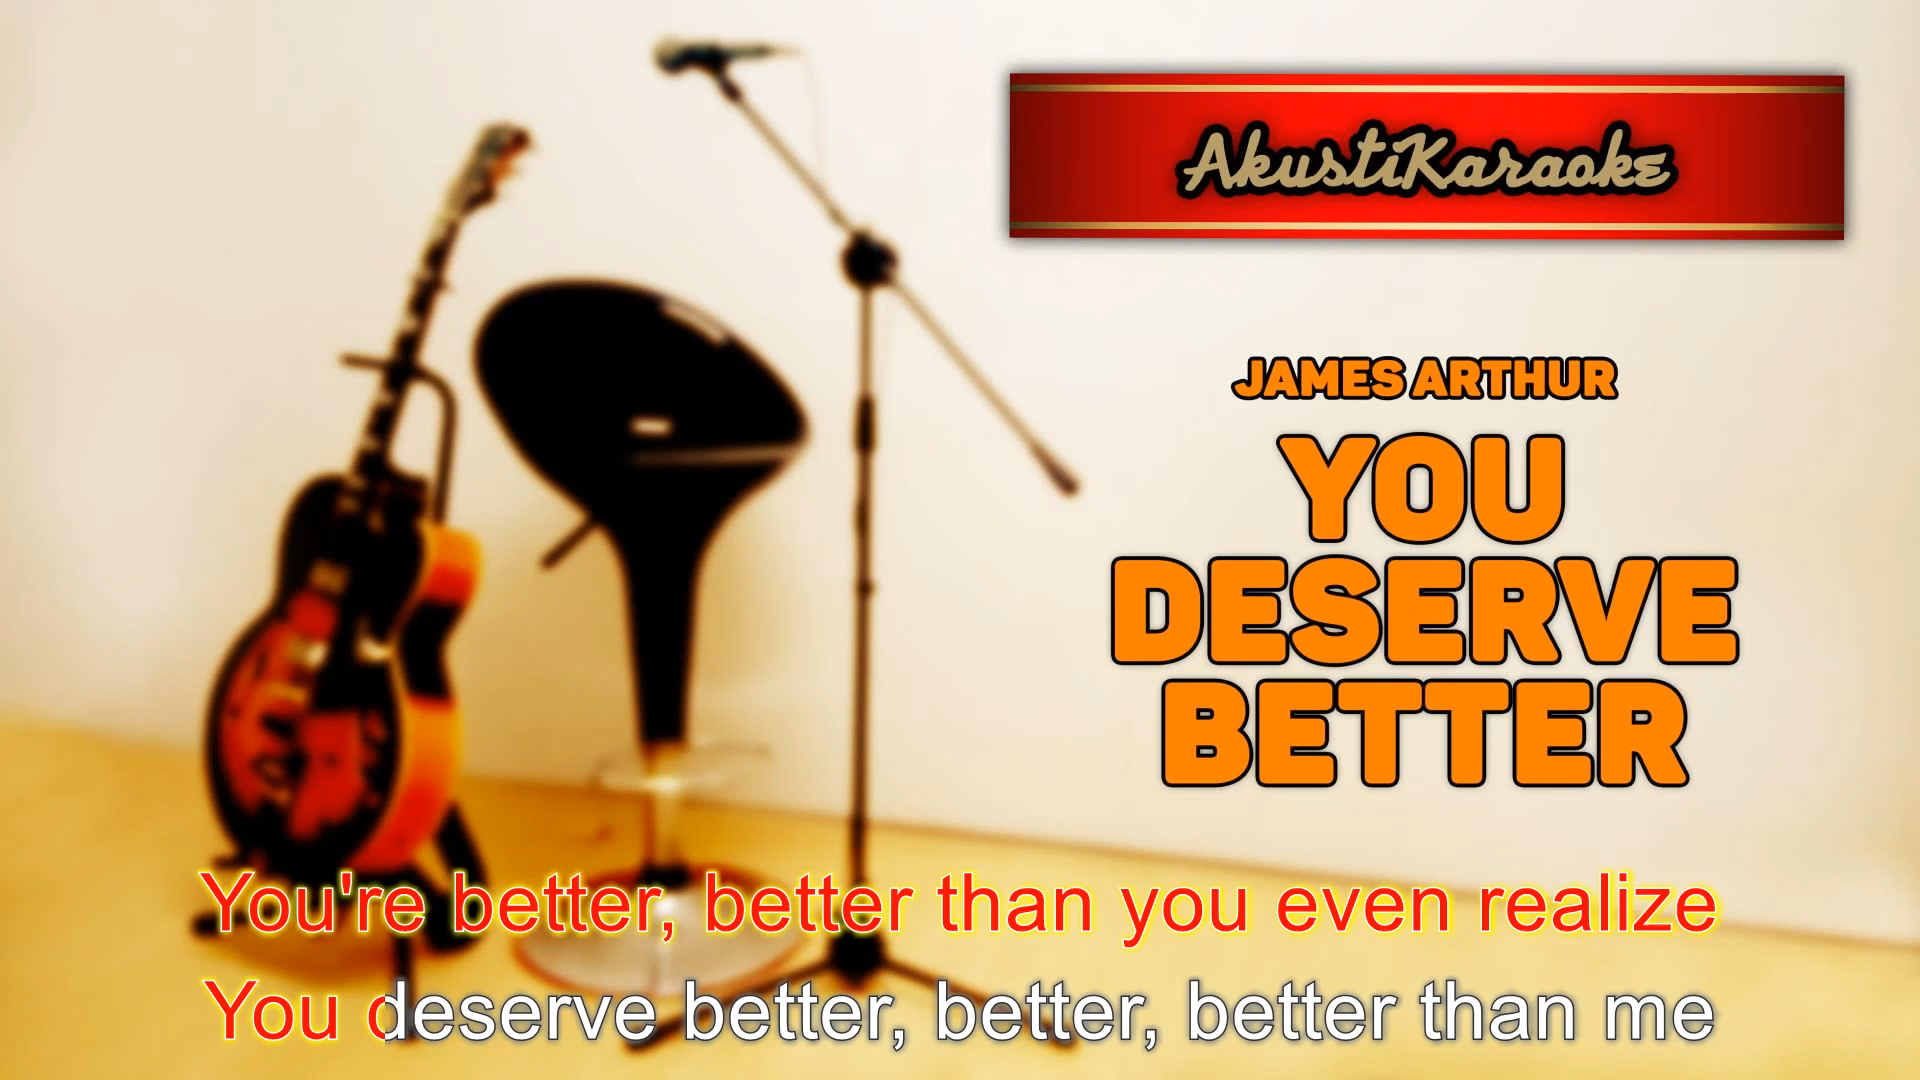 AkustiKaraoke
JAMES ARTHUR
YOU
DESERVE
BETTER
You're better, better than you even realize
You deserve better, better, better than me